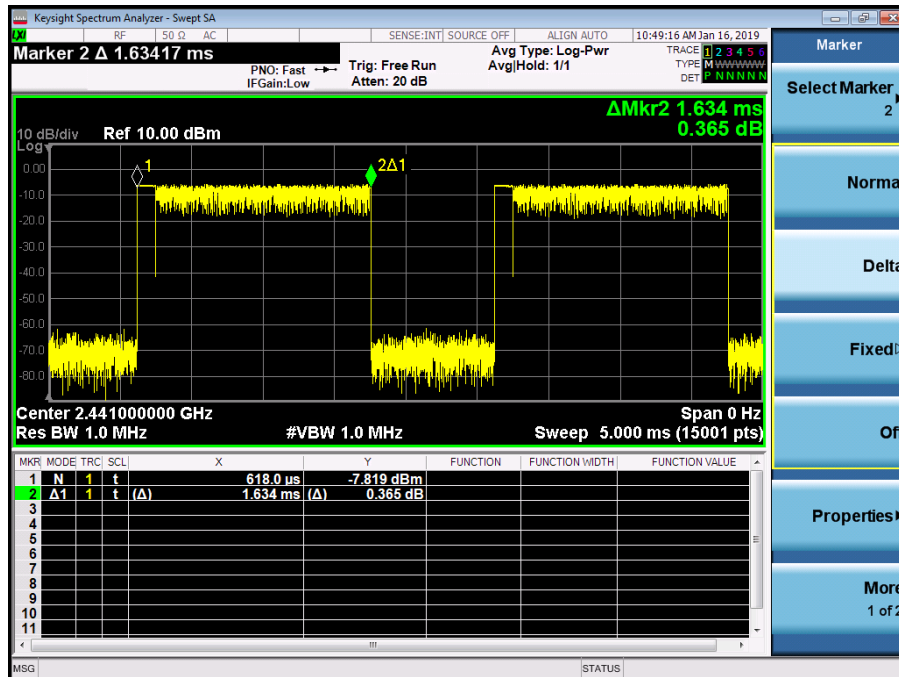 Keysight Spectrum Analyzer - Swept SA
LXI RF 50 Ω AC SENSE:INT SOURCE OFF ALIGN AUTO 10:49:16 AM Jan 16, 2019
Marker 2 Δ 1.63417 ms
PNO: Fast
IFGain:Low
Trig: Free Run
Atten: 20 dB
Avg Type: Log-Pwr
Avg|Hold: 1/1
TRACE 1 2 3 4 5 6
TYPE M WWWWW
DET P N N N N N
ΔMkr2 1.634 ms
0.365 dB
10 dB/div Ref 10.00 dBm
Log
0.00
-10.0
-20.0
-30.0
-40.0
-50.0
-60.0
-70.0
-80.0
1
2Δ1
Center 2.441000000 GHz Span 0 Hz
Res BW 1.0 MHz #VBW 1.0 MHz Sweep 5.000 ms (15001 pts)
MKR MODE TRC SCL X Y FUNCTION FUNCTION WIDTH FUNCTION VALUE
1 N 1 t 618.0 µs -7.819 dBm
2 Δ1 1 t (Δ) 1.634 ms (Δ) 0.365 dB
3
4
5
6
7
8
9
10
11
MSG STATUS
Marker
Select Marker
2
Norma
Delta
Fixed
Of
Properties
More
1 of 2